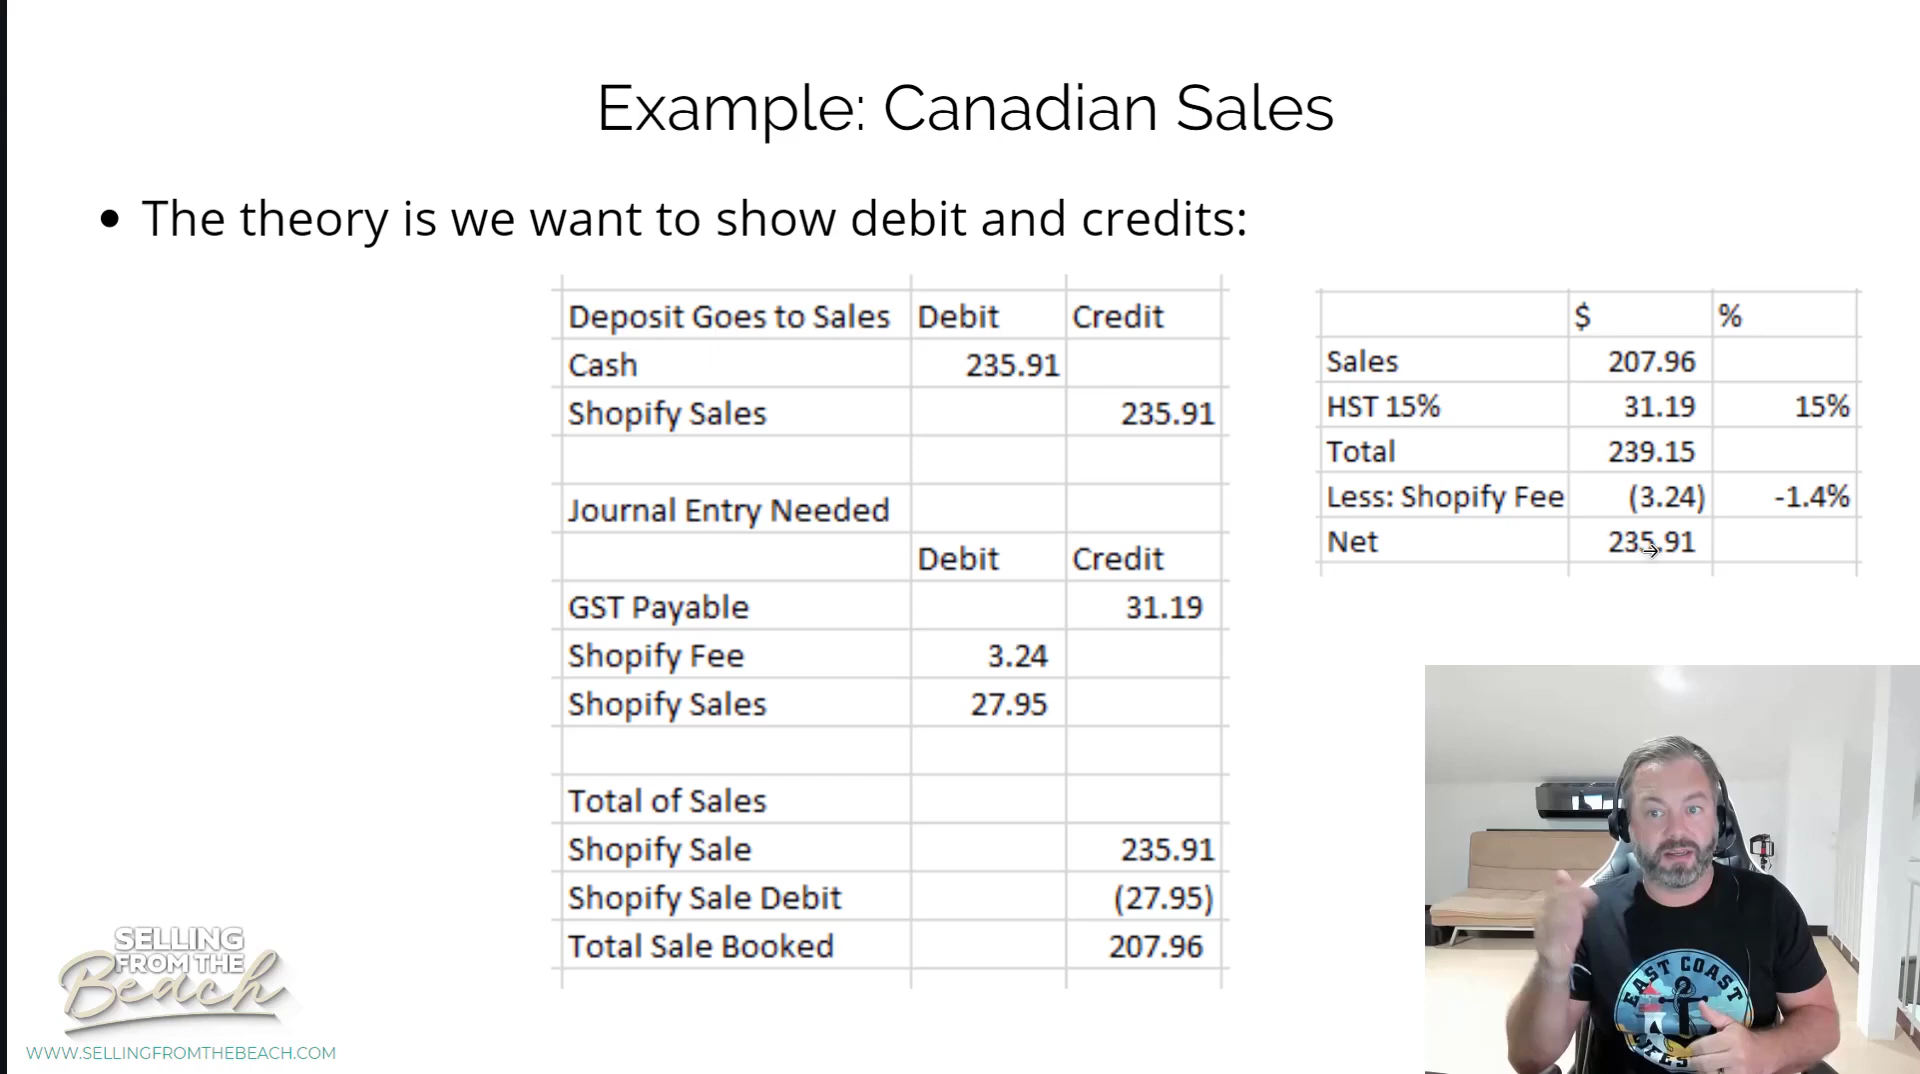 Example: Canadian Sales
• The theory is we want to show debit and credits:
Deposit Goes to Sales Debit Credit
Cash 235.91
Shopify Sales 235.91
Journal Entry Needed
Debit Credit
GST Payable 31.19
Shopify Fee 3.24
Shopify Sales 27.95
Total of Sales
Shopify Sale 235.91
Shopify Sale Debit (27.95)
Total Sale Booked 207.96
$ %
Sales 207.96
HST 15% 31.19 15%
Total 239.15
Less: Shopify Fee (3.24) -1.4%
Net 235.91
SELLING
FROM THE
Beach
WWW.SELLINGFROMTHEBEACH.COM
EAST COAST